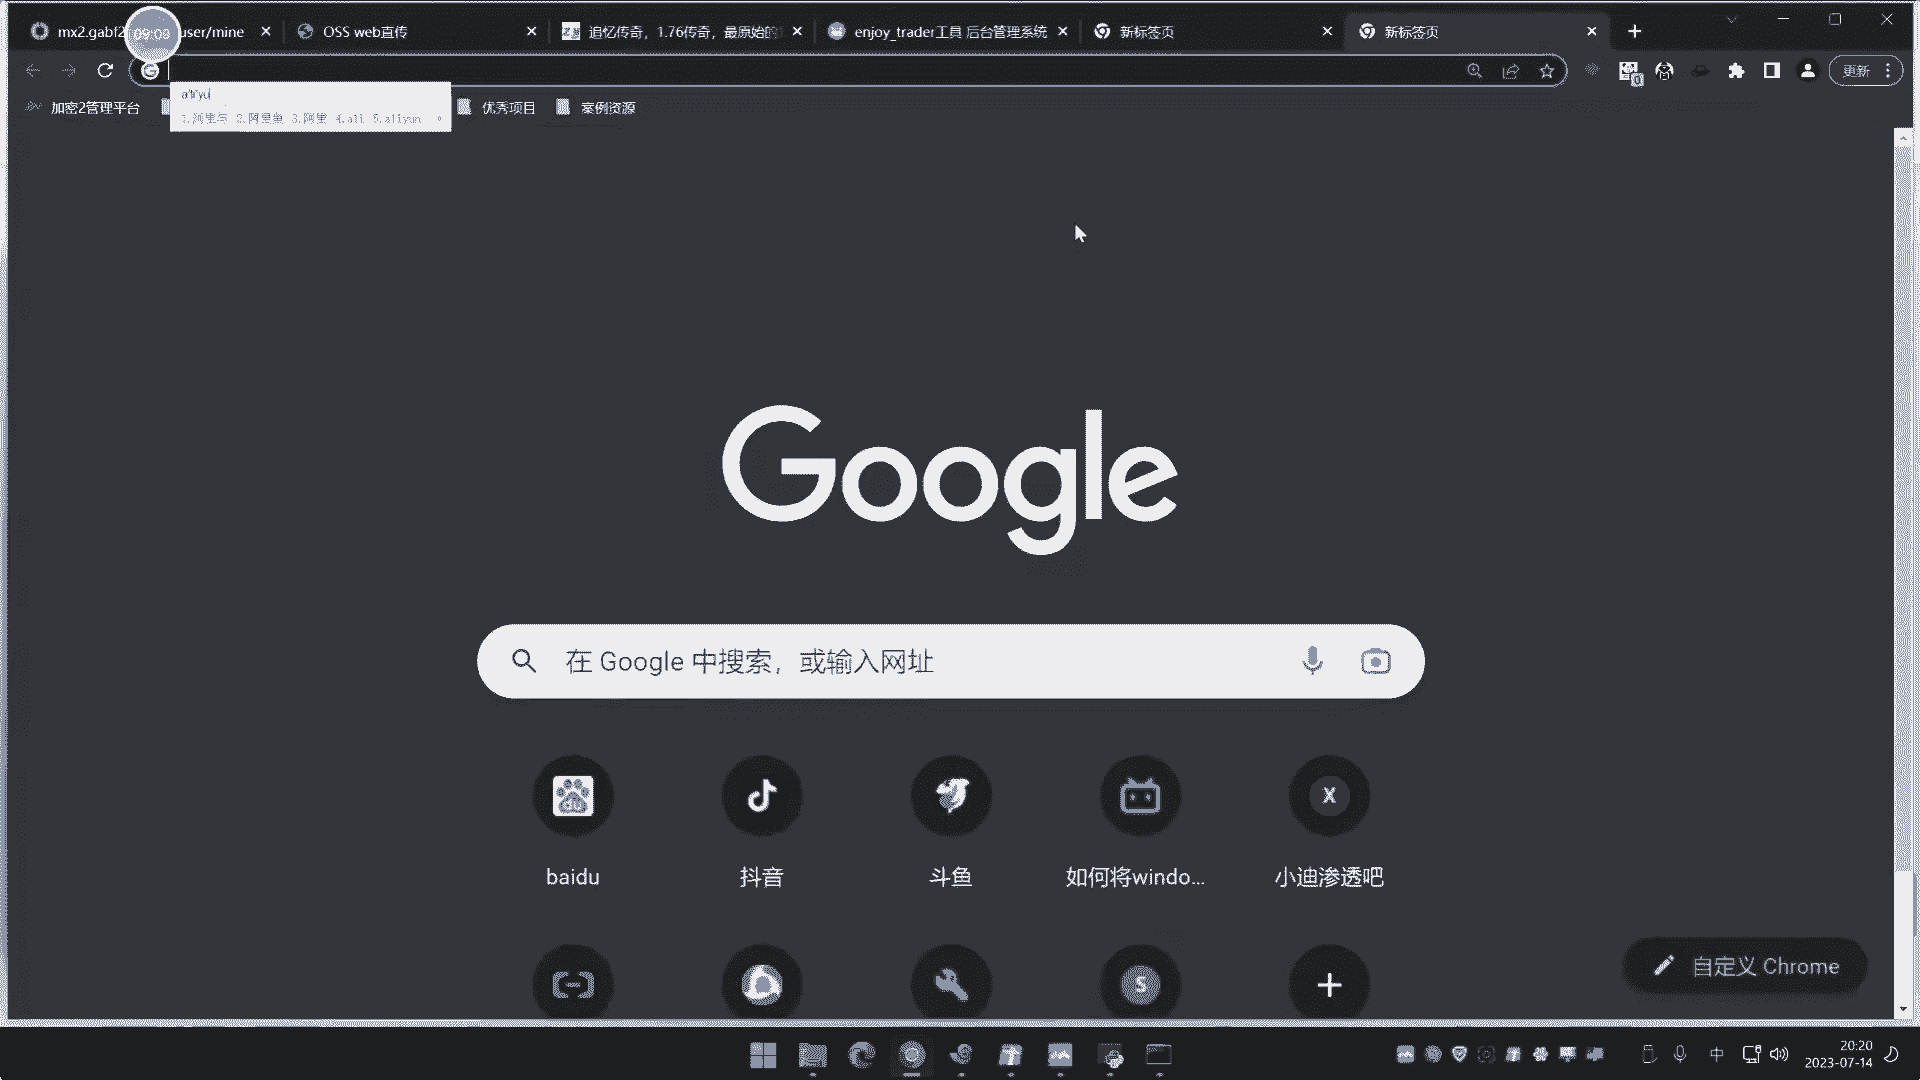 mx2.gabf2 user/mine
09:09
OSS web直传
追忆传奇，1.76传奇，最原始的
enjoy_trader工具 后台管理系统
新标签页
新标签页
更新
加密2管理平台
优秀项目
案例资源
a'li'yu
1.阿里与 2.阿里鱼 3.阿里 4.ali 5.aliyun
Google
在 Google 中搜索，或输入网址
baidu
抖音
斗鱼
如何将windo...
小迪渗透吧
X
S
自定义 Chrome
中
20:20
2023-07-14